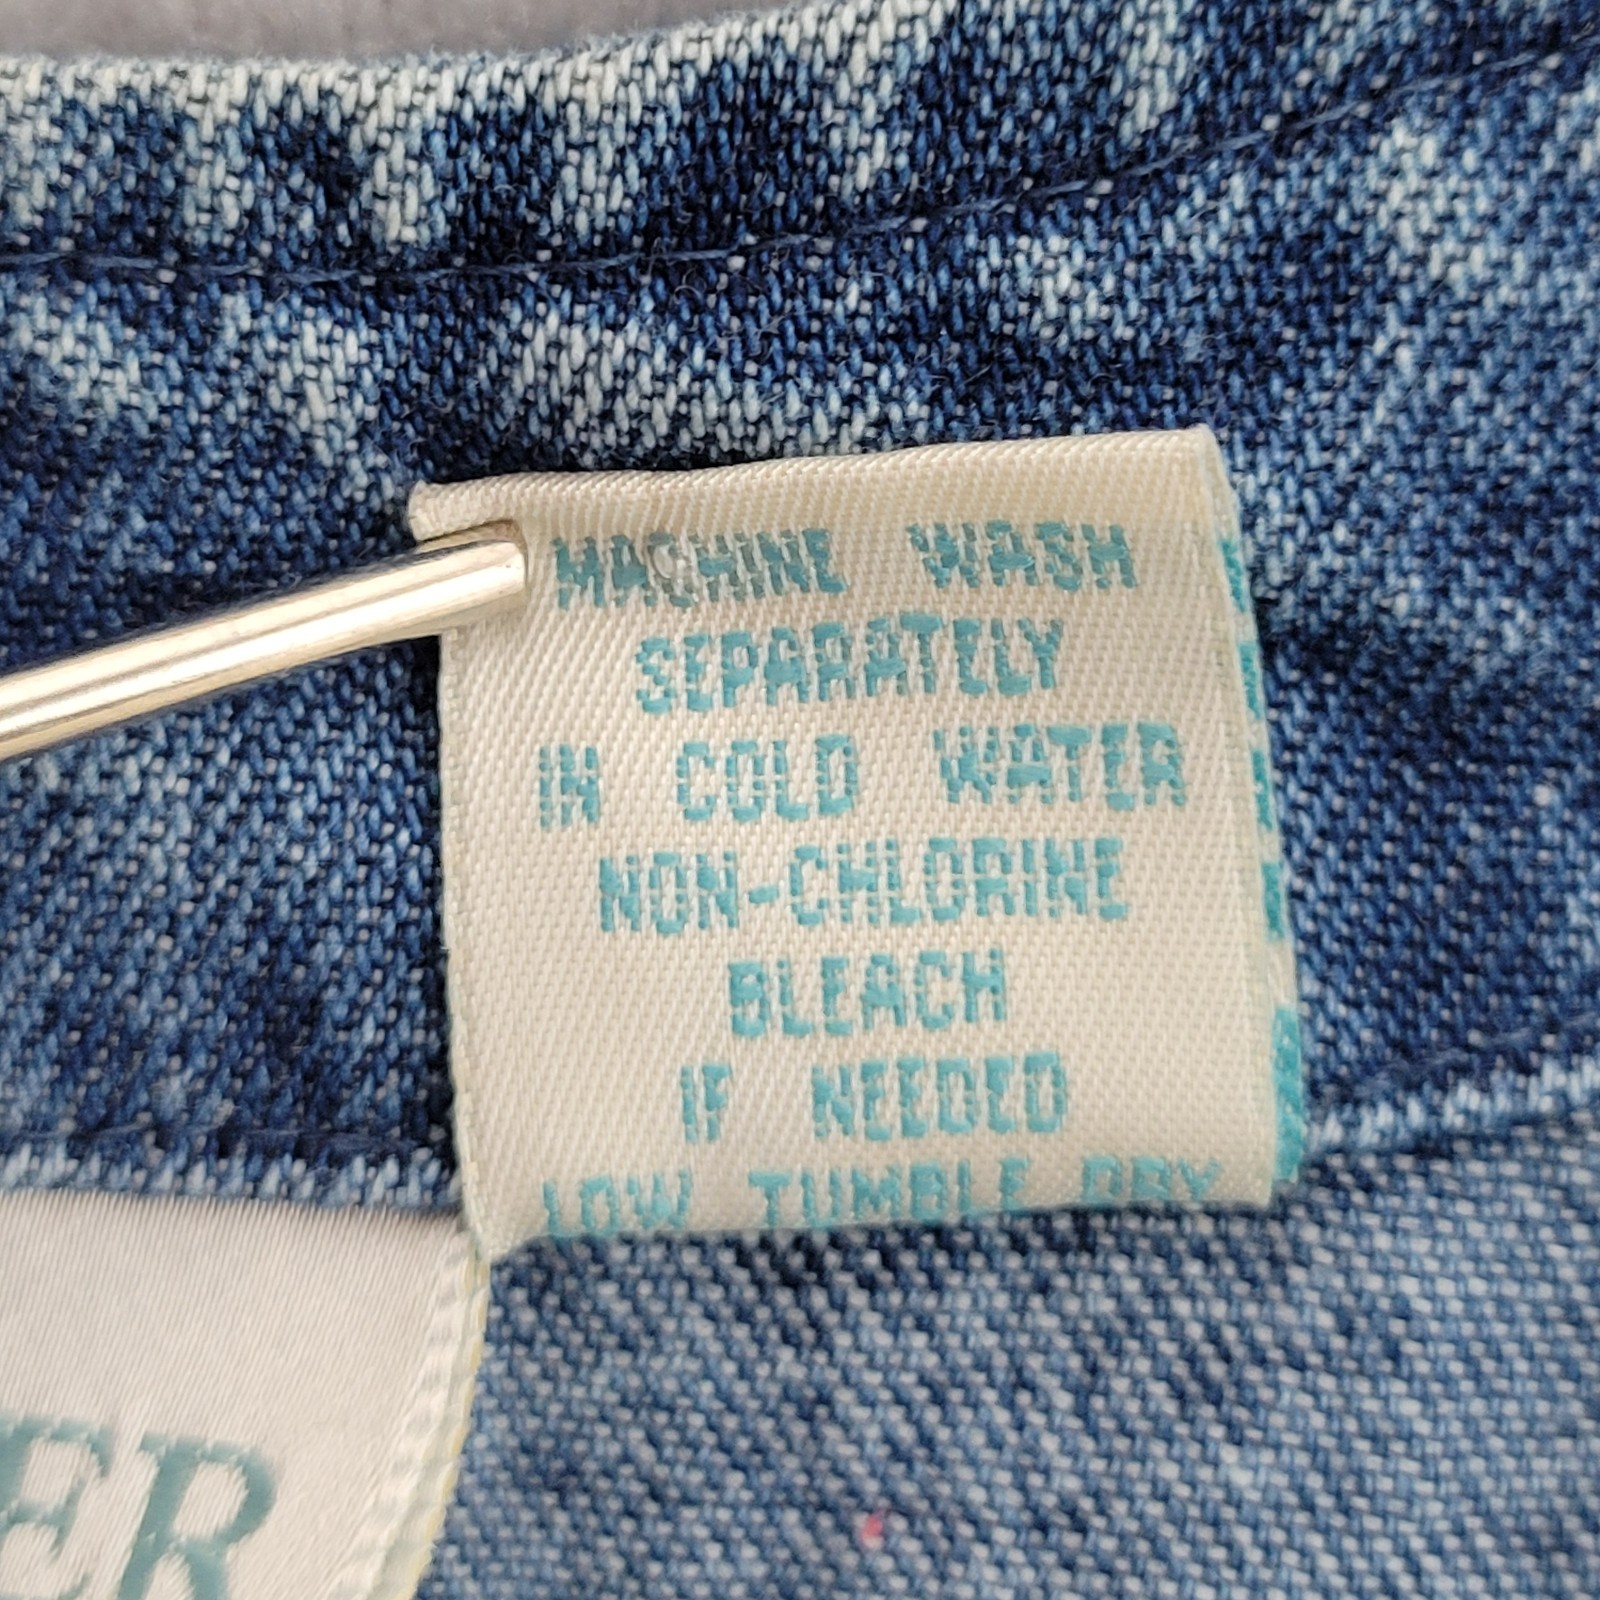 MACHINE WASH
SEPARATELY
IN COLD WATER
NON-CHLORINE
BLEACH
IF NEEDED
LOW TUMBLE DRY
ER